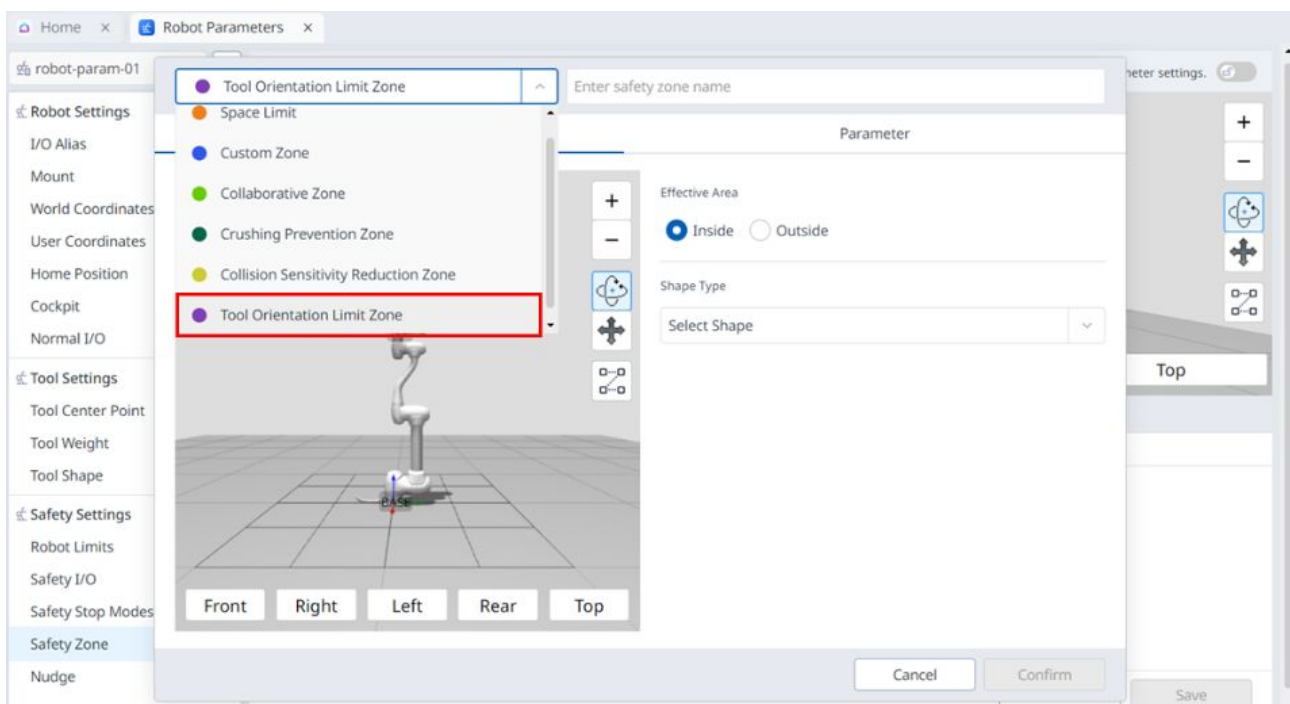 Home
Robot Parameters
robot-param-01
meter settings.
Tool Orientation Limit Zone
Enter safety zone name
Robot Settings
I/O Alias
Mount
World Coordinates
User Coordinates
Home Position
Cockpit
Normal I/O
Tool Settings
Tool Center Point
Tool Weight
Tool Shape
Safety Settings
Robot Limits
Safety I/O
Safety Stop Modes
Safety Zone
Nudge
Space Limit
Custom Zone
Collaborative Zone
Crushing Prevention Zone
Collision Sensitivity Reduction Zone
Tool Orientation Limit Zone
BASE
Front Right Left Rear Top
Parameter
Effective Area
Inside Outside
Shape Type
Select Shape
Top
Cancel Confirm
Save